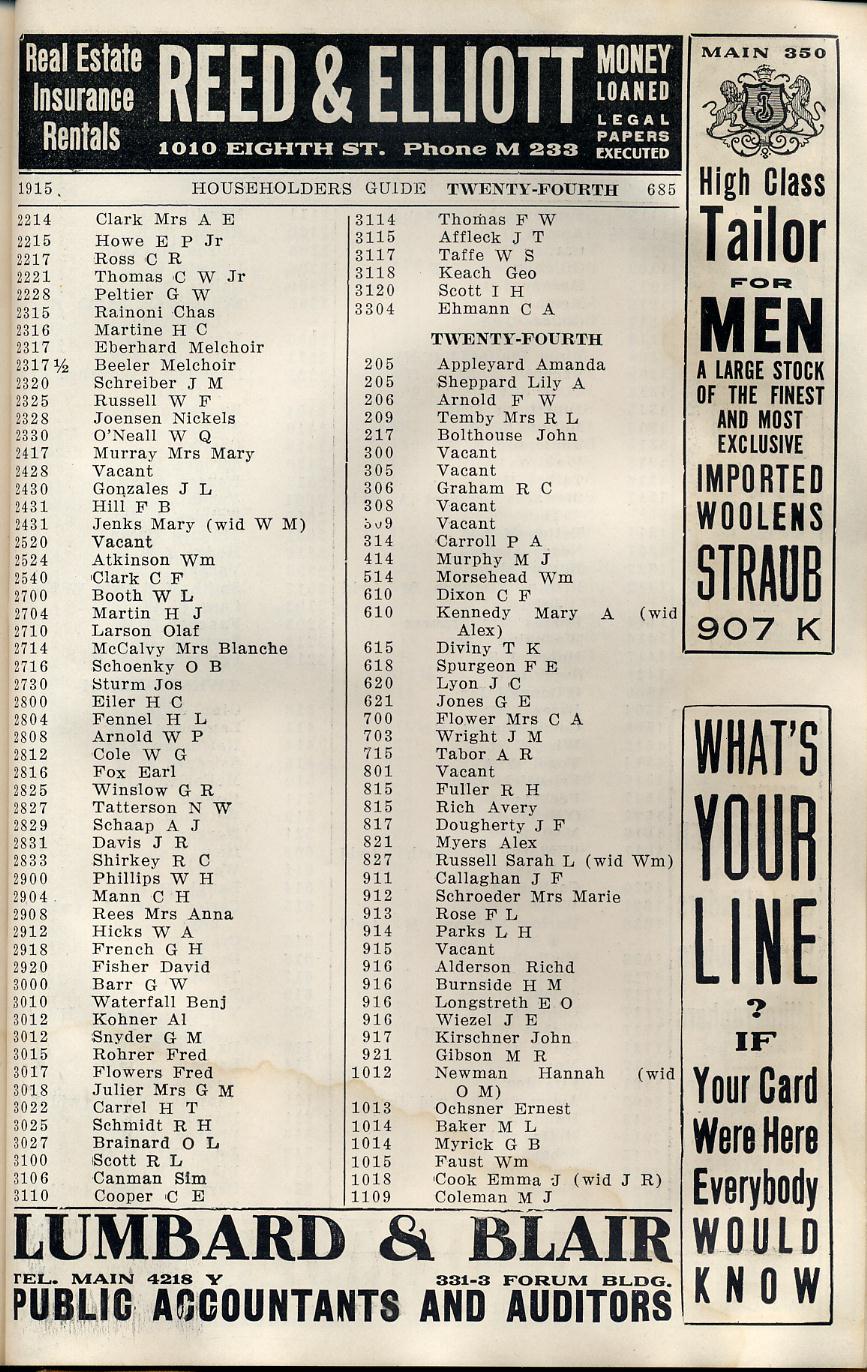 Real Estate
Insurance
Rentals
REED & ELLIOTT
1010 EIGHTH ST. Phone M 233
MONEY
LOANED
LEGAL
PAPERS
EXECUTED
1915. HOUSEHOLDERS GUIDE TWENTY-FOURTH 685
2214 Clark Mrs A E
2215 Howe E P Jr
2217 Ross C R
2221 Thomas C W Jr
2228 Peltier G W
2315 Rainoni Chas
2316 Martine H C
2317 Eberhard Melchoir
2317½ Beeler Melchoir
2320 Schreiber J M
2325 Russell W F
2328 Joensen Nickels
2330 O'Neall W Q
2417 Murray Mrs Mary
2428 Vacant
2430 Gonzales J L
2431 Hill F B
2431 Jenks Mary (wid W M)
2520 Vacant
2524 Atkinson Wm
2540 Clark C F
2700 Booth W L
2704 Martin H J
2710 Larson Olaf
2714 McCalvy Mrs Blanche
2716 Schoenky O B
2730 Sturm Jos
2800 Eiler H C
2804 Fennel H L
2808 Arnold W P
2812 Cole W G
2816 Fox Earl
2825 Winslow G R
2827 Tatterson N W
2829 Schaap A J
2831 Davis J R
2833 Shirkey R C
2900 Phillips W H
2904 Mann C H
2908 Rees Mrs Anna
2912 Hicks W A
2918 French G H
2920 Fisher David
3000 Barr G W
3010 Waterfall Benj
3012 Kohner Al
3012 Snyder G M
3015 Rohrer Fred
3017 Flowers Fred
3018 Julier Mrs G M
3022 Carrel H T
3025 Schmidt R H
3027 Brainard O L
3100 Scott R L
3106 Canman Sim
3110 Cooper C E
3114 Thomas F W
3115 Affleck J T
3117 Taffe W S
3118 Keach Geo
3120 Scott I H
3304 Ehmann C A
TWENTY-FOURTH
205 Appleyard Amanda
205 Sheppard Lily A
206 Arnold F W
209 Temby Mrs R L
217 Bolthouse John
300 Vacant
305 Vacant
306 Graham R C
308 Vacant
309 Vacant
314 Carroll P A
414 Murphy M J
514 Morsehead Wm
610 Dixon C F
610 Kennedy Mary A (wid
Alex)
615 Diviny T K
618 Spurgeon F E
620 Lyon J C
621 Jones G E
700 Flower Mrs C A
703 Wright J M
715 Tabor A R
801 Vacant
815 Fuller R H
815 Rich Avery
817 Dougherty J F
821 Myers Alex
827 Russell Sarah L (wid Wm)
911 Callaghan J F
912 Schroeder Mrs Marie
913 Rose F L
914 Parks L H
915 Vacant
916 Alderson Richd
916 Burnside H M
916 Longstreth E O
916 Wiezel J E
917 Kirschner John
921 Gibson M R
1012 Newman Hannah (wid
O M)
1013 Ochsner Ernest
1014 Baker M L
1014 Myrick G B
1015 Faust Wm
1018 Cook Emma J (wid J R)
1109 Coleman M J
LUMBARD & BLAIR
TEL. MAIN 4218 Y 331-3 FORUM BLDG.
PUBLIC ACCOUNTANTS AND AUDITORS
MAIN 350
High Class
Tailor
FOR
MEN
A LARGE STOCK
OF THE FINEST
AND MOST
EXCLUSIVE
IMPORTED
WOOLENS
STRAUB
907 K
WHAT'S
YOUR
LINE
?
IF
Your Card
Were Here
Everybody
WOULD
KNOW